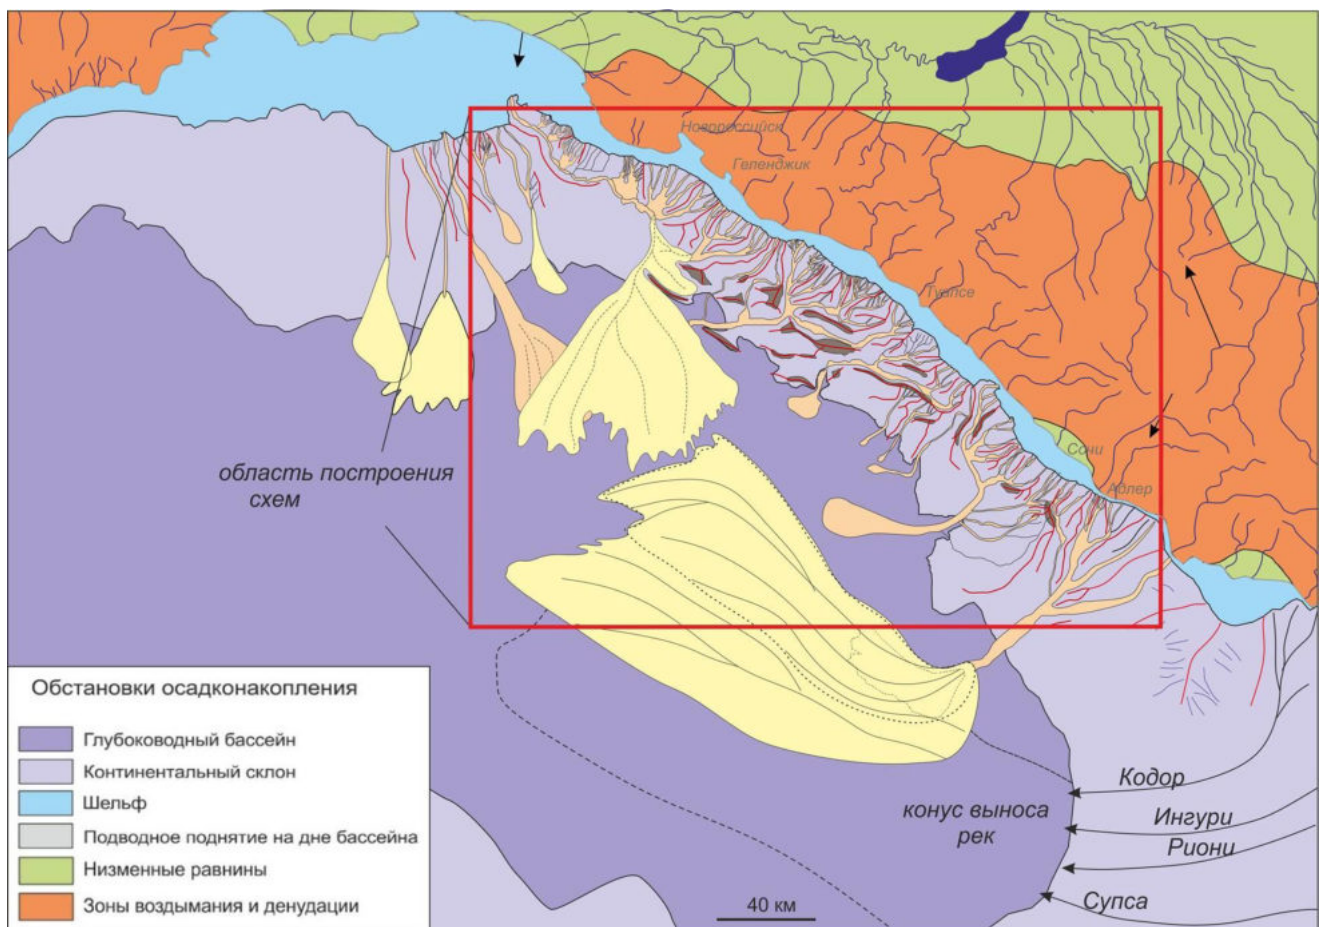 Новороссийск
Геленджик
Туапсе
Сочи
Адлер
область построения
схем
Обстановки осадконакопления
Глубоководный бассейн
Континентальный склон
Шельф
Подводное поднятие на дне бассейна
Низменные равнины
Зоны воздымания и денудации
конус выноса
рек
Кодор
Ингури
Риони
Супса
40 км